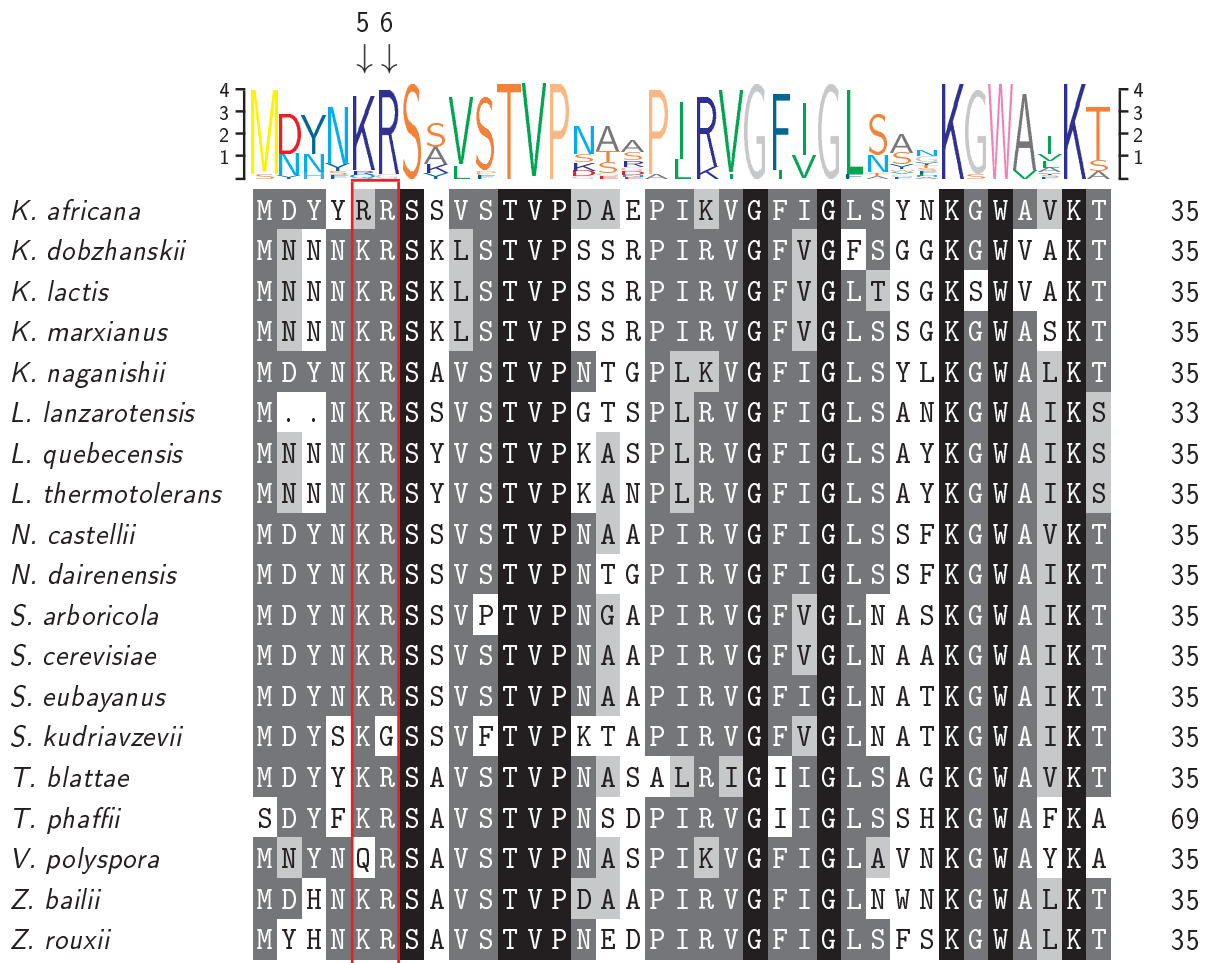 5 6
↓ ↓
4 4
3 3
2 2
1 1
K. africana M D Y Y R R S S V S T V P D A E P I K V G F I G L S Y N K G W A V K T 35
K. dobzhanskii M N N N K R S K L S T V P S S R P I R V G F V G F S G G K G W V A K T 35
K. lactis M N N N K R S K L S T V P S S R P I R V G F V G L T S G K S W V A K T 35
K. marxianus M N N N K R S K L S T V P S S R P I R V G F V G L S S G K G W A S K T 35
K. naganishii M D Y N K R S A V S T V P N T G P L K V G F I G L S Y L K G W A L K T 35
L. lanzarotensis M . . N K R S S V S T V P G T S P L R V G F I G L S A N K G W A I K S 33
L. quebecensis M N N N K R S Y V S T V P K A S P L R V G F I G L S A Y K G W A I K S 35
L. thermotolerans M N N N K R S Y V S T V P K A N P L R V G F I G L S A Y K G W A I K S 35
N. castellii M D Y N K R S S V S T V P N A A P I R V G F I G L S S F K G W A V K T 35
N. dairenensis M D Y N K R S S V S T V P N T G P I R V G F I G L S S F K G W A I K T 35
S. arboricola M D Y N K R S S V P T V P N G A P I R V G F V G L N A S K G W A I K T 35
S. cerevisiae M D Y N K R S S V S T V P N A A P I R V G F V G L N A A K G W A I K T 35
S. eubayanus M D Y N K R S S V S T V P N A A P I R V G F I G L N A T K G W A I K T 35
S. kudriavzevii M D Y S K G S S V F T V P K T A P I R V G F V G L N A T K G W A I K T 35
T. blattae M D Y Y K R S A V S T V P N A S A L R I G I I G L S A G K G W A V K T 35
T. phaffii S D Y F K R S A V S T V P N S D P I R V G I I G L S S H K G W A F K A 69
V. polyspora M N Y N Q R S A V S T V P N A S P I K V G F I G L A V N K G W A Y K A 35
Z. bailii M D H N K R S A V S T V P D A A P I R V G F I G L N W N K G W A L K T 35
Z. rouxii M Y H N K R S A V S T V P N E D P I R V G F I G L S F S K G W A L K T 35